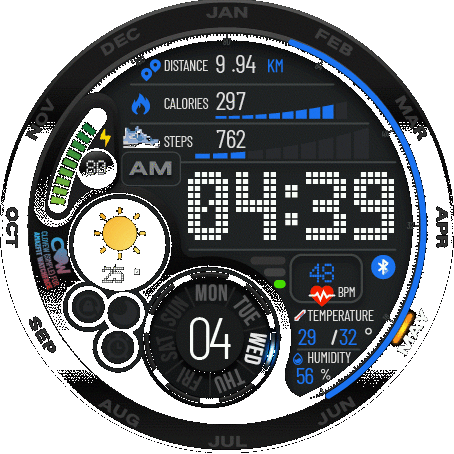 JAN
FEB
MAR
APR
MAY
JUN
JUL
AUG
SEP
OCT
NOV
DEC
DISTANCE 9.94 KM
CALORIES 297
STEPS 762
AM
04:39
25
48
BPM
TEMPERATURE
29 /32 °
HUMIDITY
56 %
MON
TUE
WED
THU
FRI
SAT
SUN
04